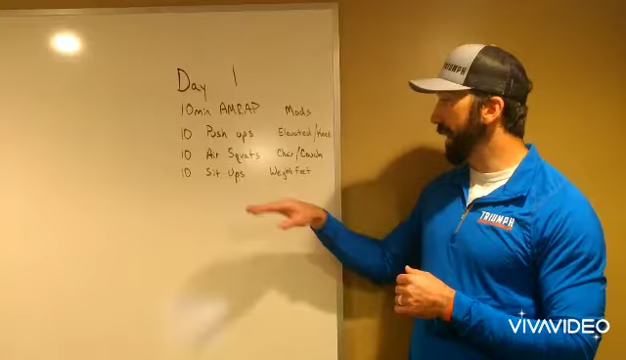 Day 1
10min AMRAP Mods
10 Push ups Elevated/Knee
10 Air Squats Chair/Couch
10 Sit Ups Weigh Feet
TRIUMPH
TRIUMPH
VIVAVIDEO